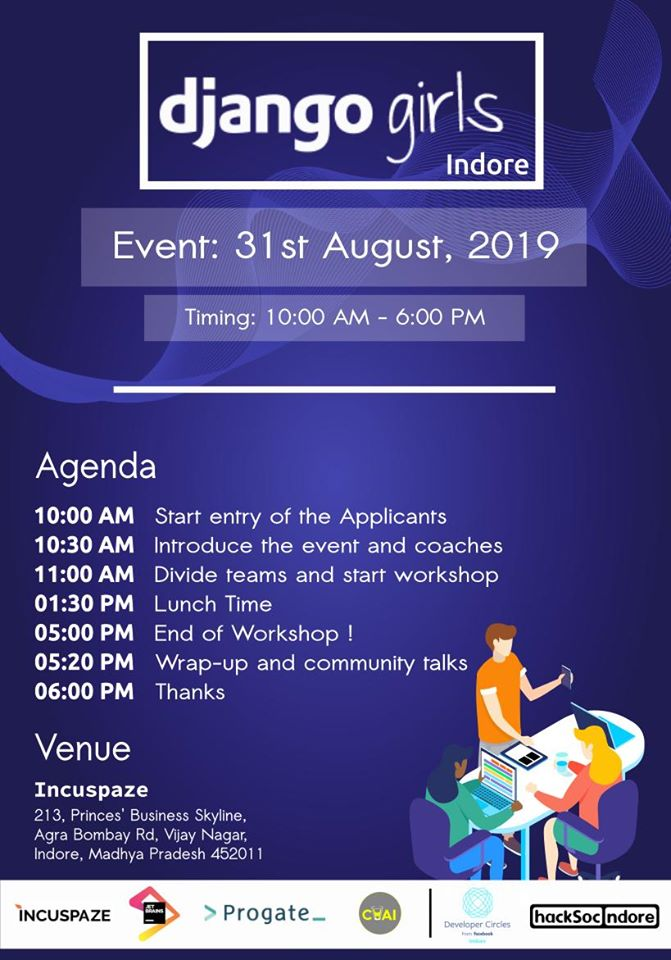 django girls
Indore
Event: 31st August, 2019
Timing: 10:00 AM - 6:00 PM
Agenda
10:00 AM Start entry of the Applicants
10:30 AM Introduce the event and coaches
11:00 AM Divide teams and start workshop
01:30 PM Lunch Time
05:00 PM End of Workshop !
05:20 PM Wrap-up and community talks
06:00 PM Thanks
Venue
Incuspaze
213, Princes' Business Skyline,
Agra Bombay Rd, Vijay Nagar,
Indore, Madhya Pradesh 452011
INCUSPAZE
JET
BRAINS
>Progate_
Developer Circles
from facebook
Indore
hackSocIndore